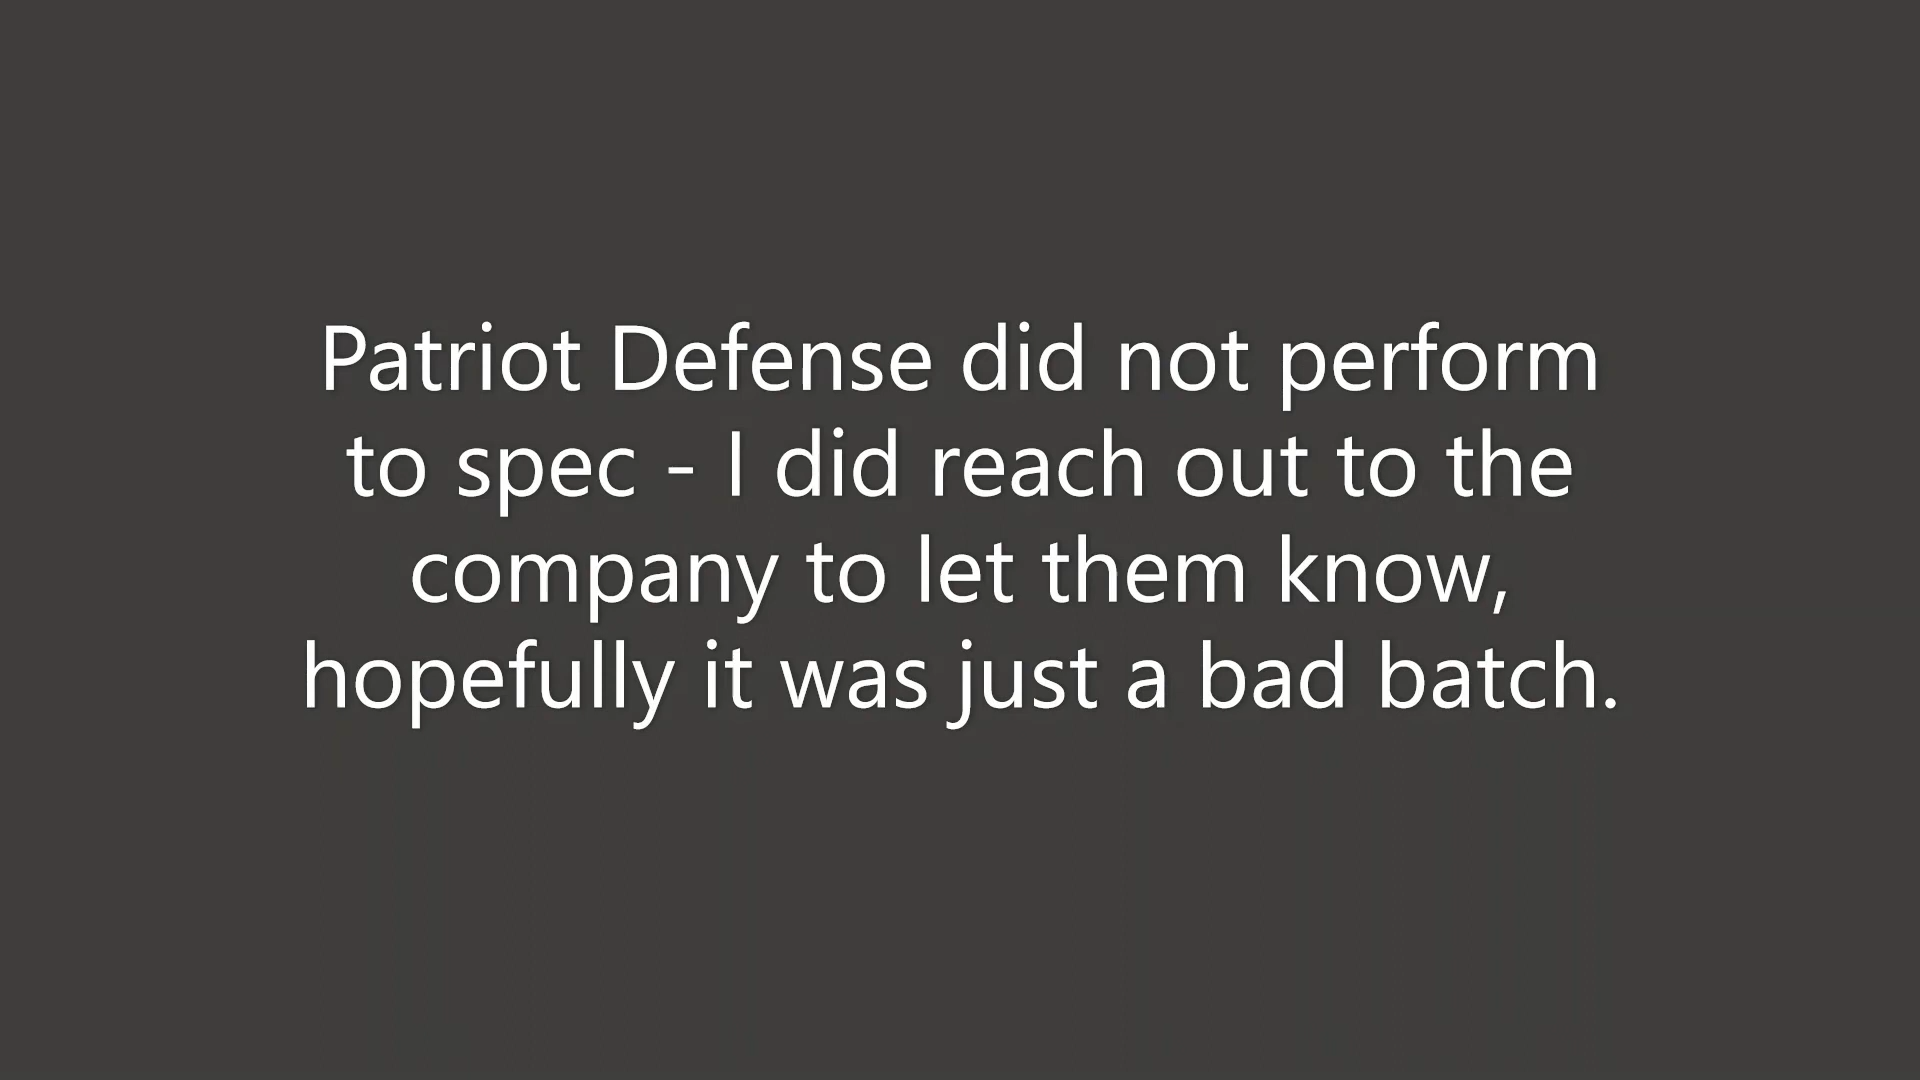 Patriot Defense did not perform
to spec - I did reach out to the
company to let them know,
hopefully it was just a bad batch.